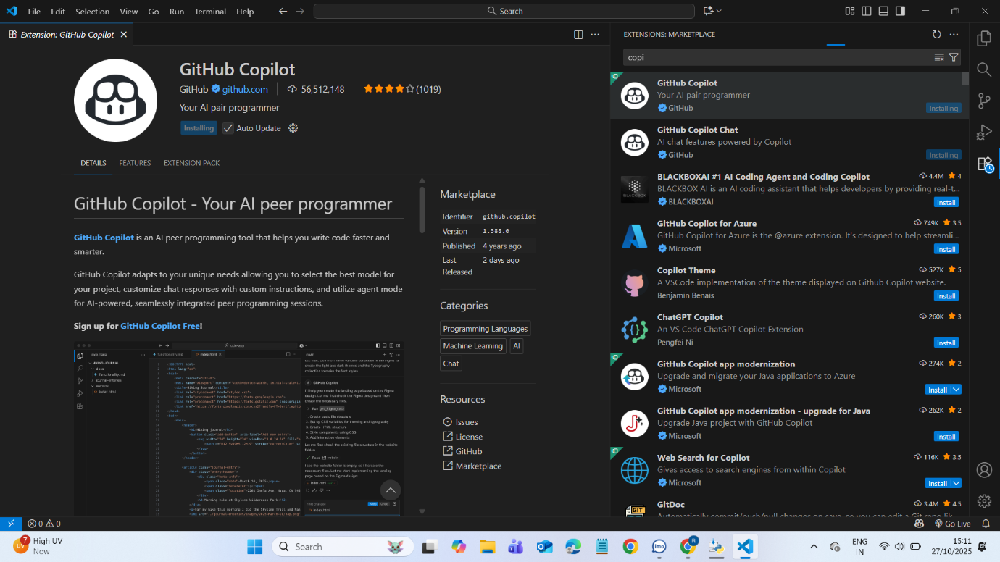 File Edit Selection View Go Run Terminal Help
Search
Extension: GitHub Copilot
GitHub Copilot
GitHub github.com 56,512,148 (1019)
Your AI pair programmer
Installing Auto Update
DETAILS FEATURES EXTENSION PACK
GitHub Copilot - Your AI peer programmer
GitHub Copilot is an AI peer programming tool that helps you write code faster and
smarter.
GitHub Copilot adapts to your unique needs allowing you to select the best model for
your project, customize chat responses with custom instructions, and utilize agent mode
for AI-powered, seamlessly integrated peer programming sessions.
Sign up for GitHub Copilot Free!
Marketplace
Identifier github.copilot
Version 1.388.0
Published 4 years ago
Last 2 days ago
Released
Categories
Programming Languages
Machine Learning AI
Chat
Resources
Issues
License
GitHub
Marketplace
EXTENSIONS: MARKETPLACE
copi
GitHub Copilot
Your AI pair programmer
GitHub Installing
GitHub Copilot Chat
AI chat features powered by Copilot
GitHub Installing
BLACKBOXAI #1 AI Coding Agent and Coding Copilot 4.4M 4
BLACKBOX AI is an AI coding assistant that helps developers by providing real-t...
BLACKBOXAI Install
GitHub Copilot for Azure 749K 3.5
GitHub Copilot for Azure is the @azure extension. It's designed to help streamli...
Microsoft Install
Copilot Theme 527K 5
A VSCode implementation of the theme displayed on Github Copilot website.
Benjamin Benais Install
ChatGPT Copilot 260K 3
An VS Code ChatGPT Copilot Extension
Pengfei Ni Install
GitHub Copilot app modernization 274K 2
Upgrade and migrate your Java applications to Azure
Microsoft Install
GitHub Copilot app modernization - upgrade for Java 262K 2
Upgrade Java project with GitHub Copilot
Microsoft Install
Web Search for Copilot 116K 3.5
Gives access to search engines from within Copilot
Microsoft Install
GitDoc 3.4M 4.5
0 0
Go Live
7 High UV
Now
Search
ENG
IN
15:11
27/10/2025